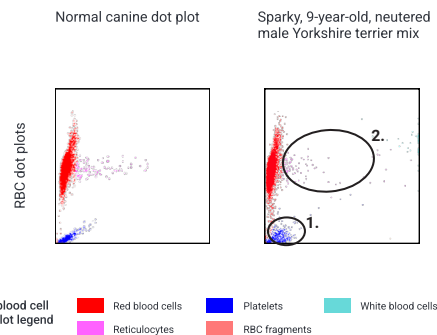 Normal canine dot plot
Sparky, 9-year-old, neutered
male Yorkshire terrier mix
RBC dot plots
2.
1.
blood cell
lot legend
Red blood cells
Platelets
White blood cells
Reticulocytes
RBC fragments